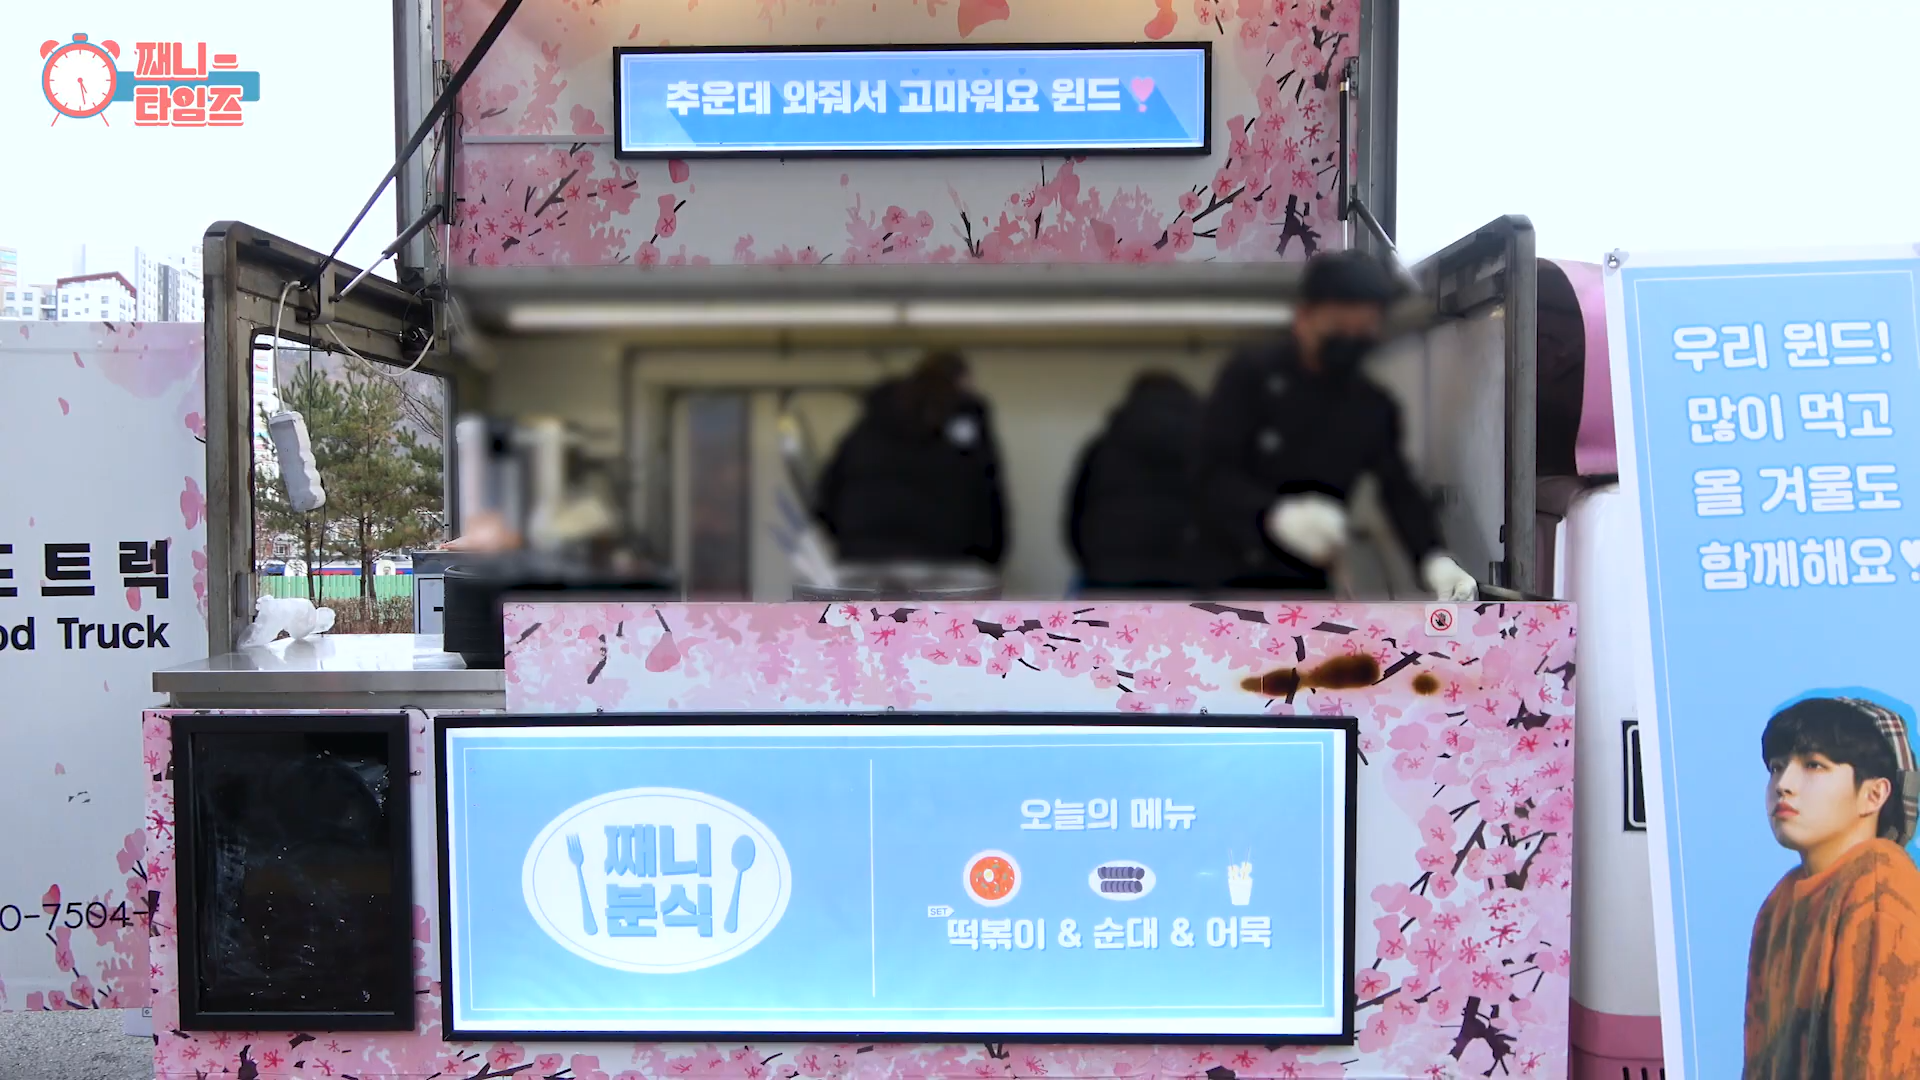 째니
타임즈
추운데 와줘서 고마워요 윈드
우리 윈드!
많이 먹고
올 겨울도
함께해요
드트럭
od Truck
0-7504-
째니
분식
오늘의 메뉴
SET
떡볶이 & 순대 & 어묵